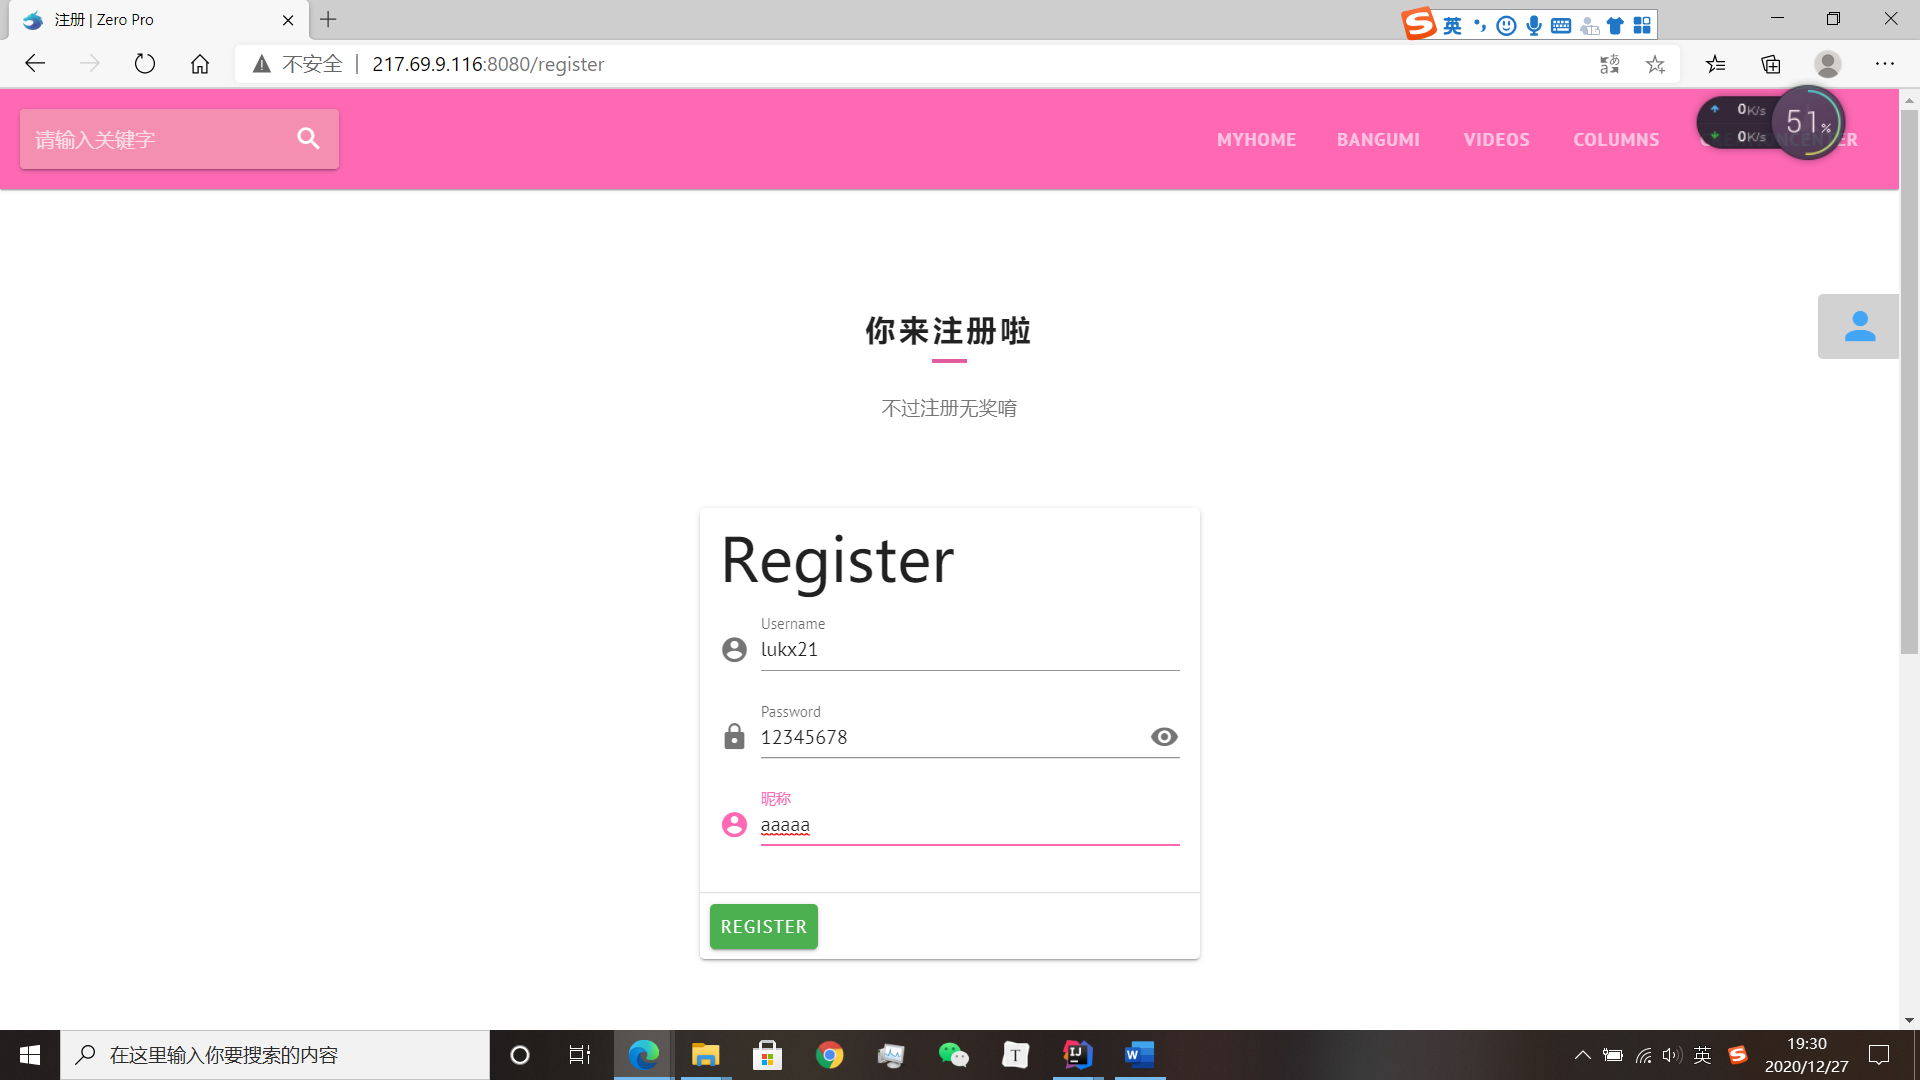 注册 | Zero Pro
英
不安全
217.69.9.116:8080/register
请输入关键字
MYHOME
BANGUMI
VIDEOS
COLUMNS
0K/s
0K/s
51%
你来注册啦
不过注册无奖唷
Register
Username
lukx21
Password
12345678
昵称
aaaaa
REGISTER
在这里输入你要搜索的内容
英
19:30
2020/12/27